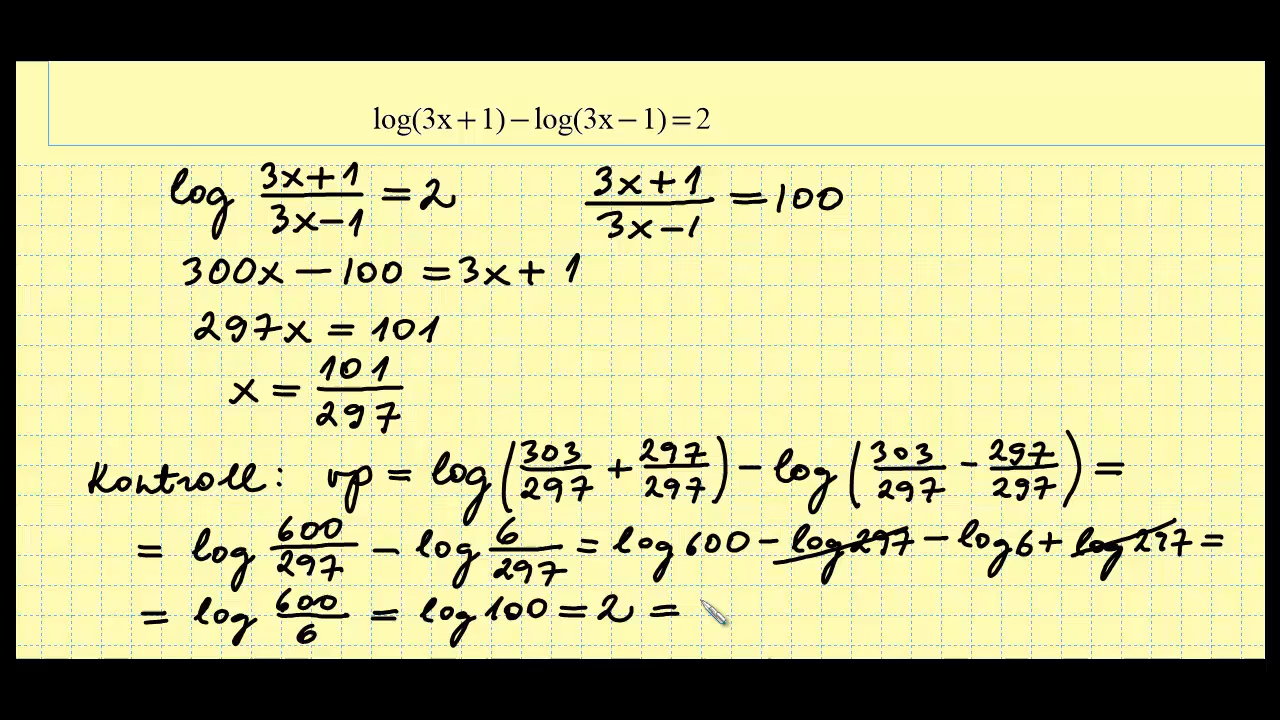 log(3x+1)−log(3x−1)=2
log (3x+1)/(3x−1) = 2 (3x+1)/(3x−1) = 100
300x − 100 = 3x + 1
297x = 101
x = 101/297
Kontroll: vp = log(303/297 + 297/297) − log(303/297 − 297/297) =
= log 600/297 − log 6/297 = log 600 − log 297 − log 6 + log 297 =
= log 600/6 = log 100 = 2 =